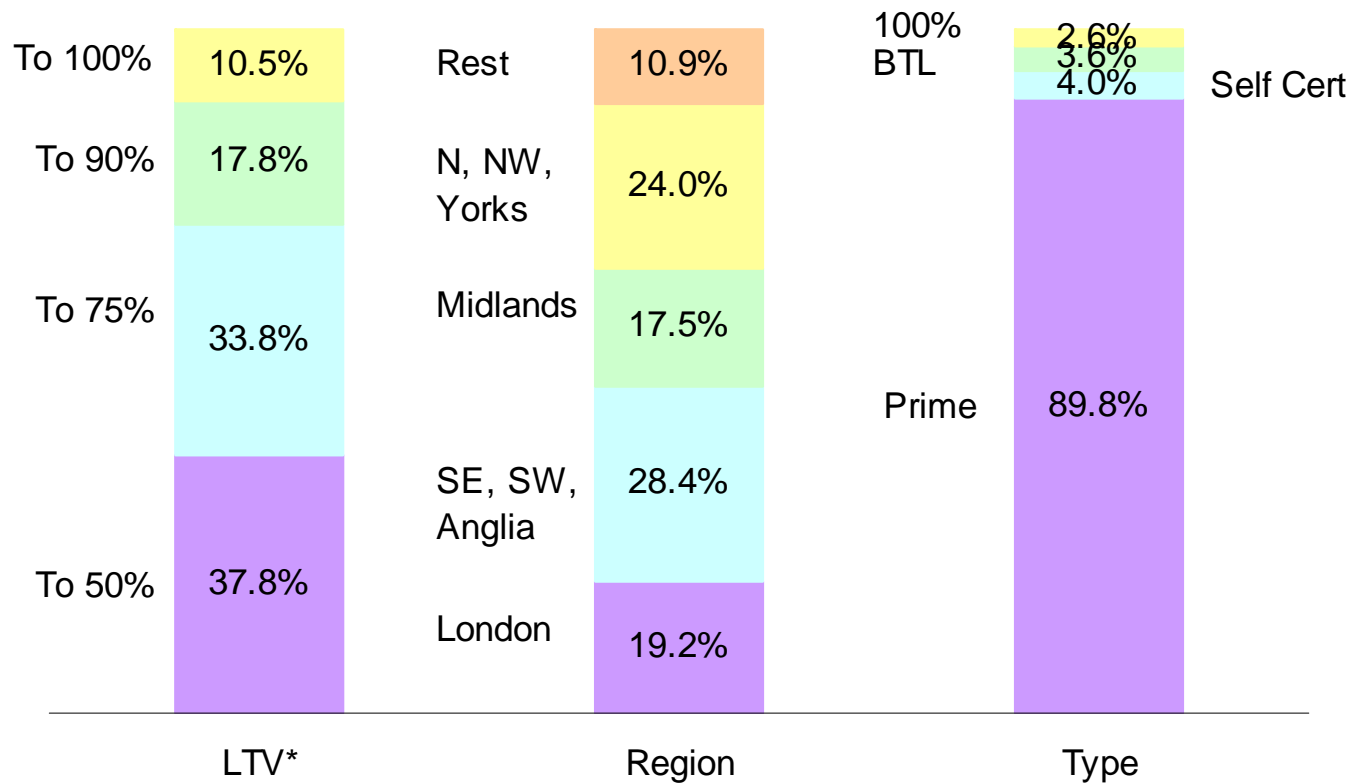 To 100%
10.5%
To 90%
17.8%
To 75%
33.8%
To 50%
37.8%
LTV*
Rest
10.9%
N, NW,
Yorks
24.0%
Midlands
17.5%
SE, SW,
Anglia
28.4%
London
19.2%
Region
100%
2.6%
BTL
3.6%
4.0%
Self Cert
Prime
89.8%
Type